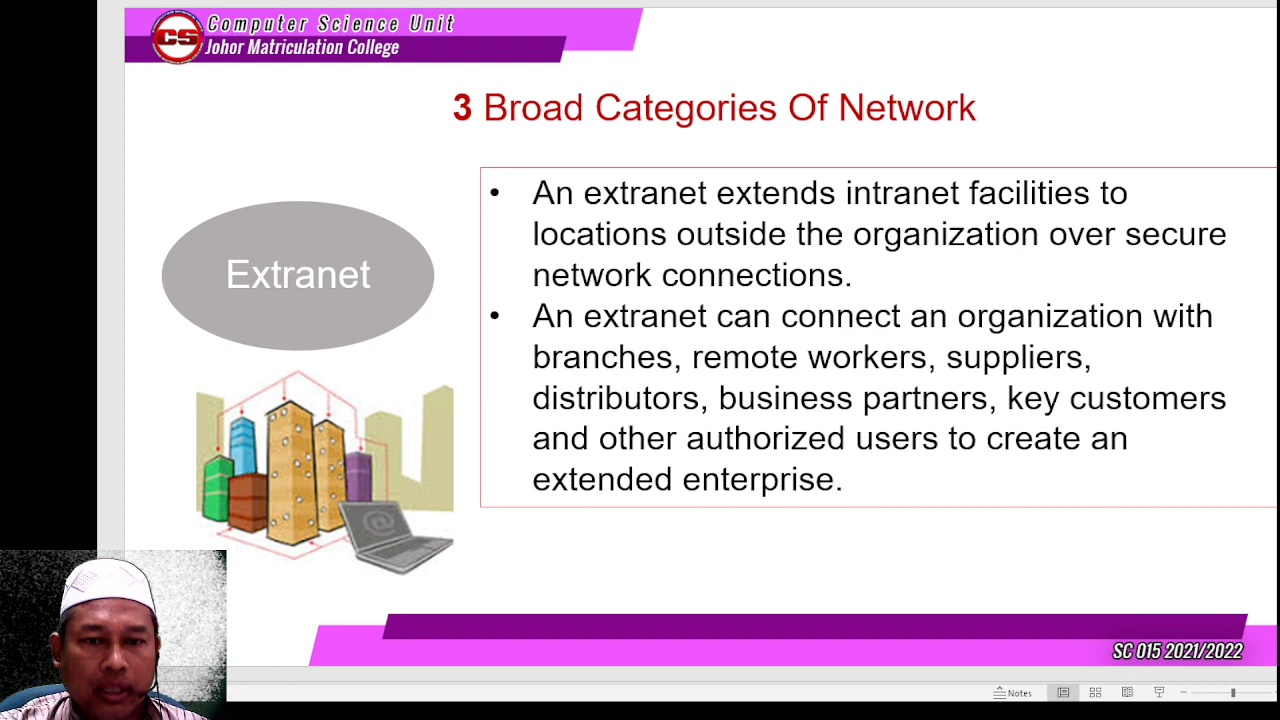 Computer Science Unit
CS
Johor Matriculation College
3 Broad Categories Of Network
Extranet
• An extranet extends intranet facilities to
locations outside the organization over secure
network connections.
• An extranet can connect an organization with
branches, remote workers, suppliers,
distributors, business partners, key customers
and other authorized users to create an
extended enterprise.
@
SC 015 2021/2022
Notes